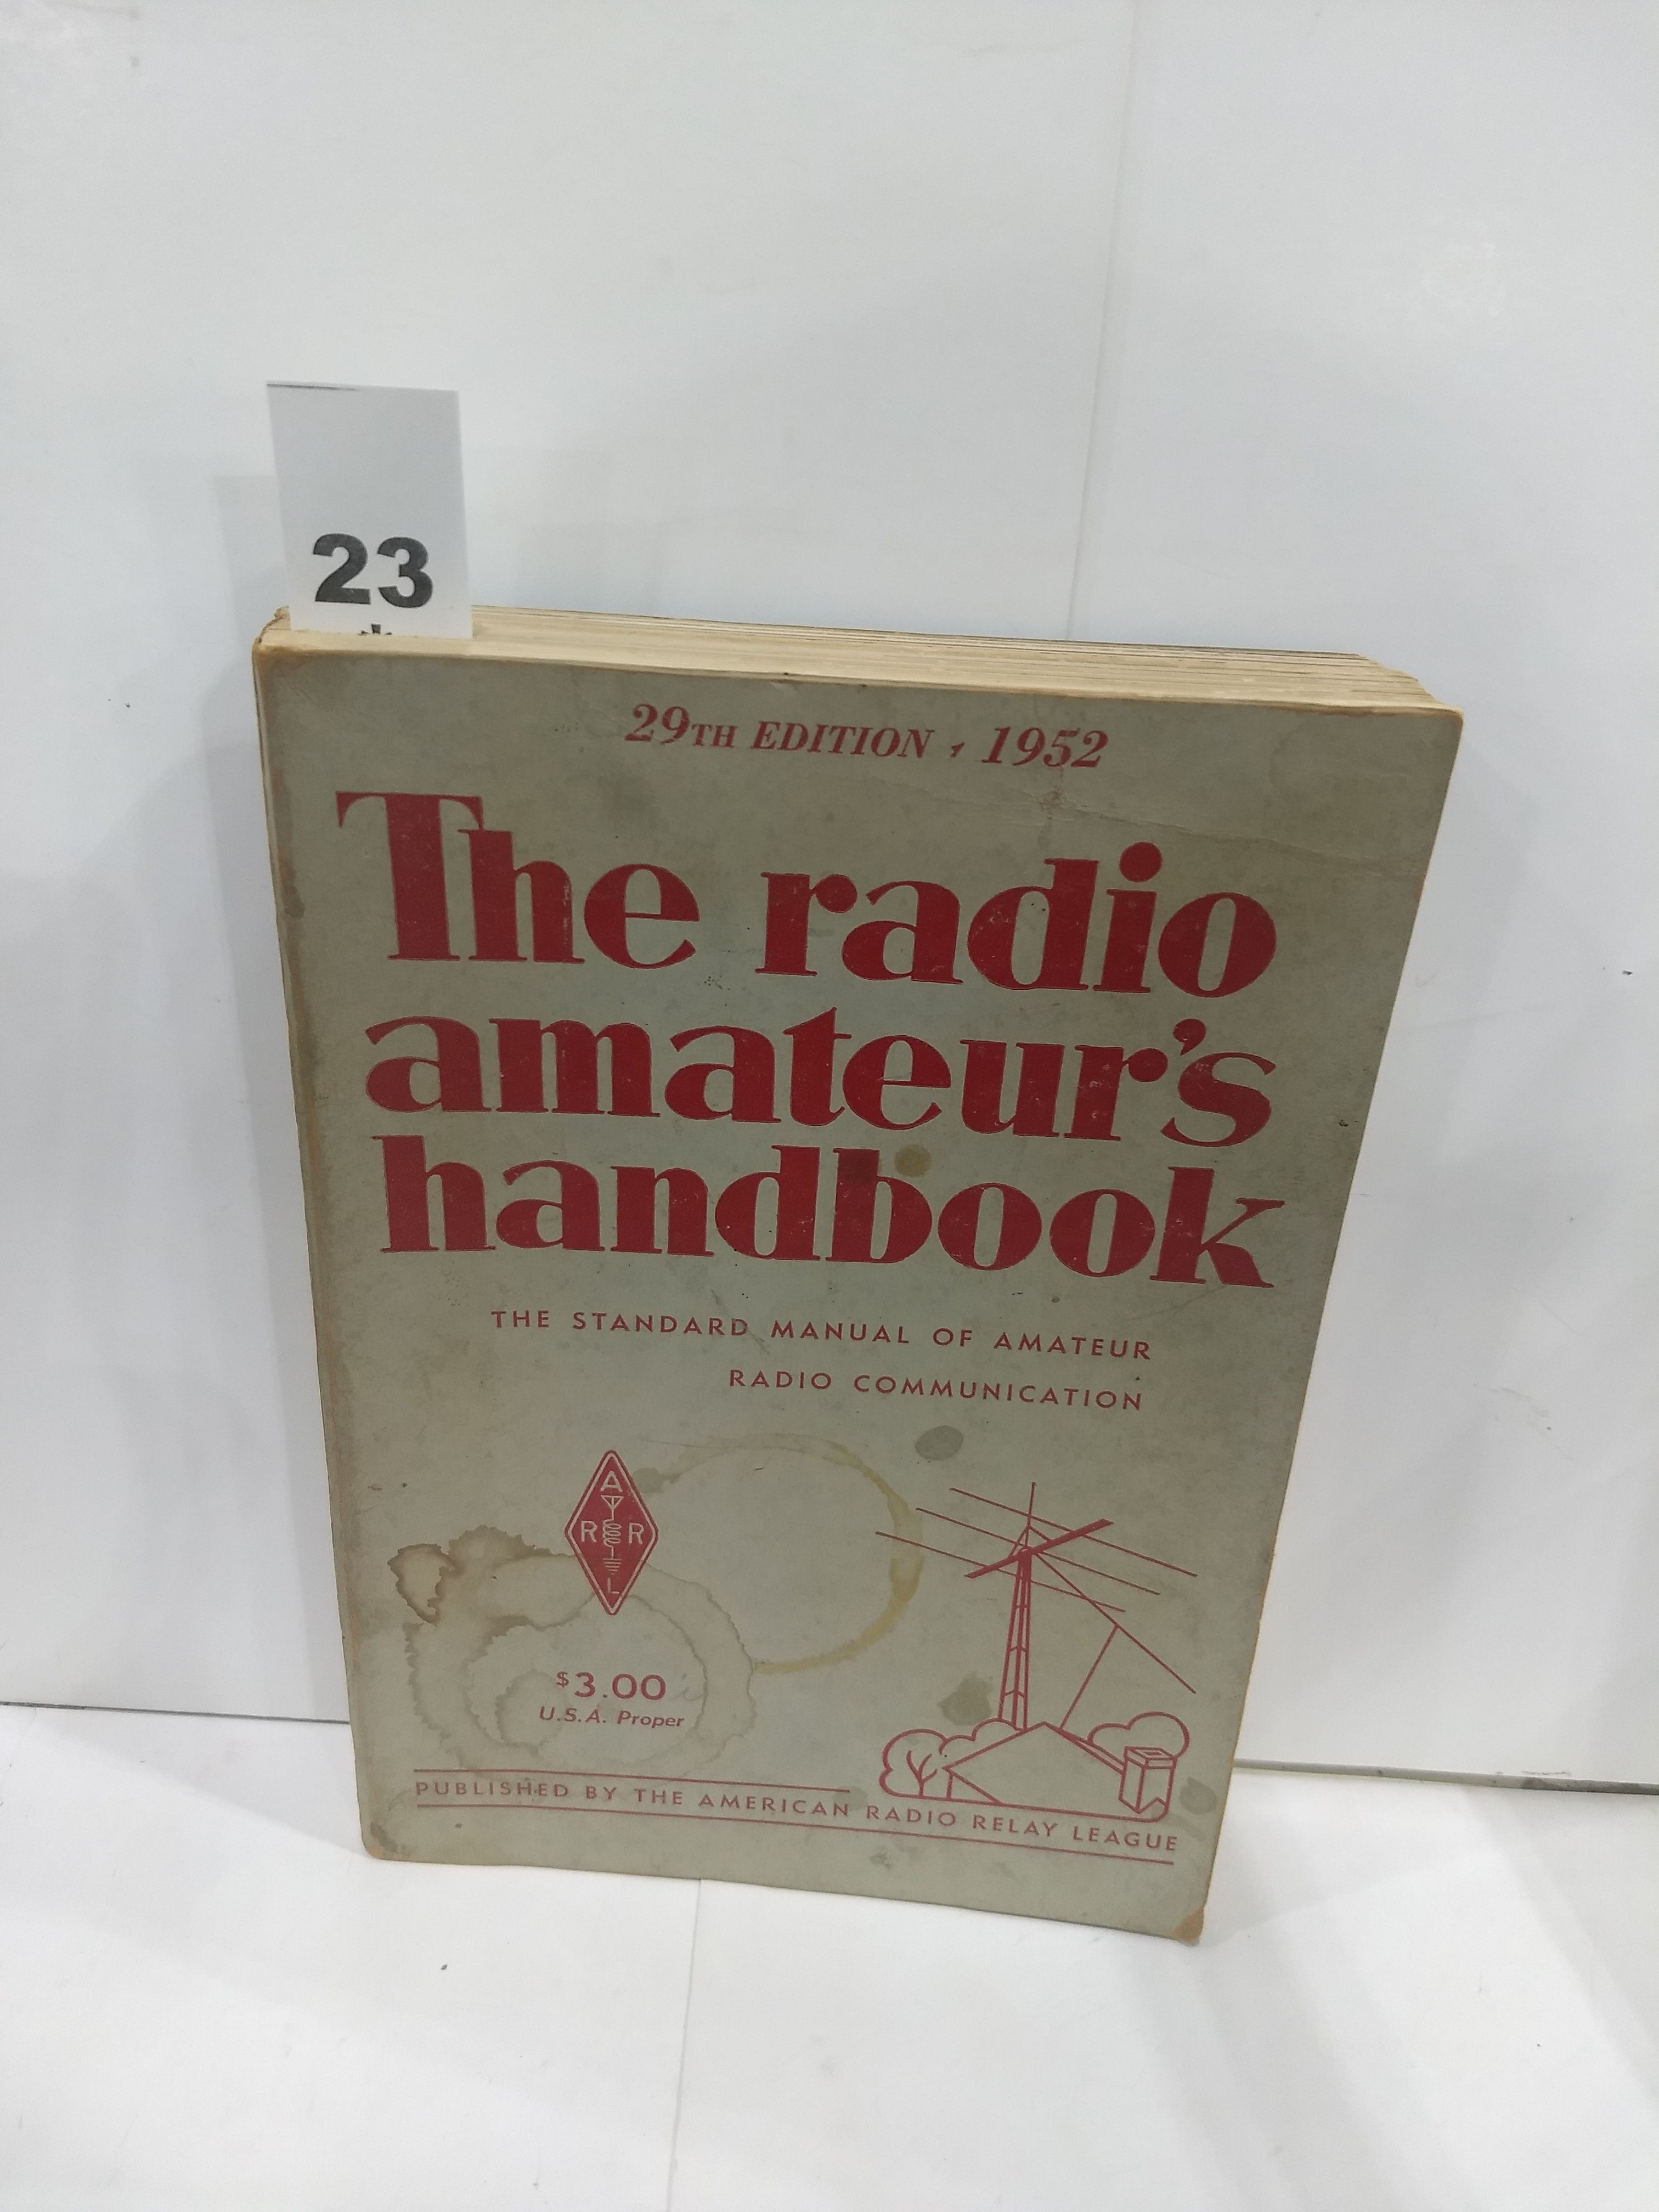 23
29TH EDITION , 1952
The radio
amateur's
handbook
THE STANDARD MANUAL OF AMATEUR
RADIO COMMUNICATION
A
R R
L
$3.00
U.S.A. Proper
PUBLISHED BY THE AMERICAN RADIO RELAY LEAGUE